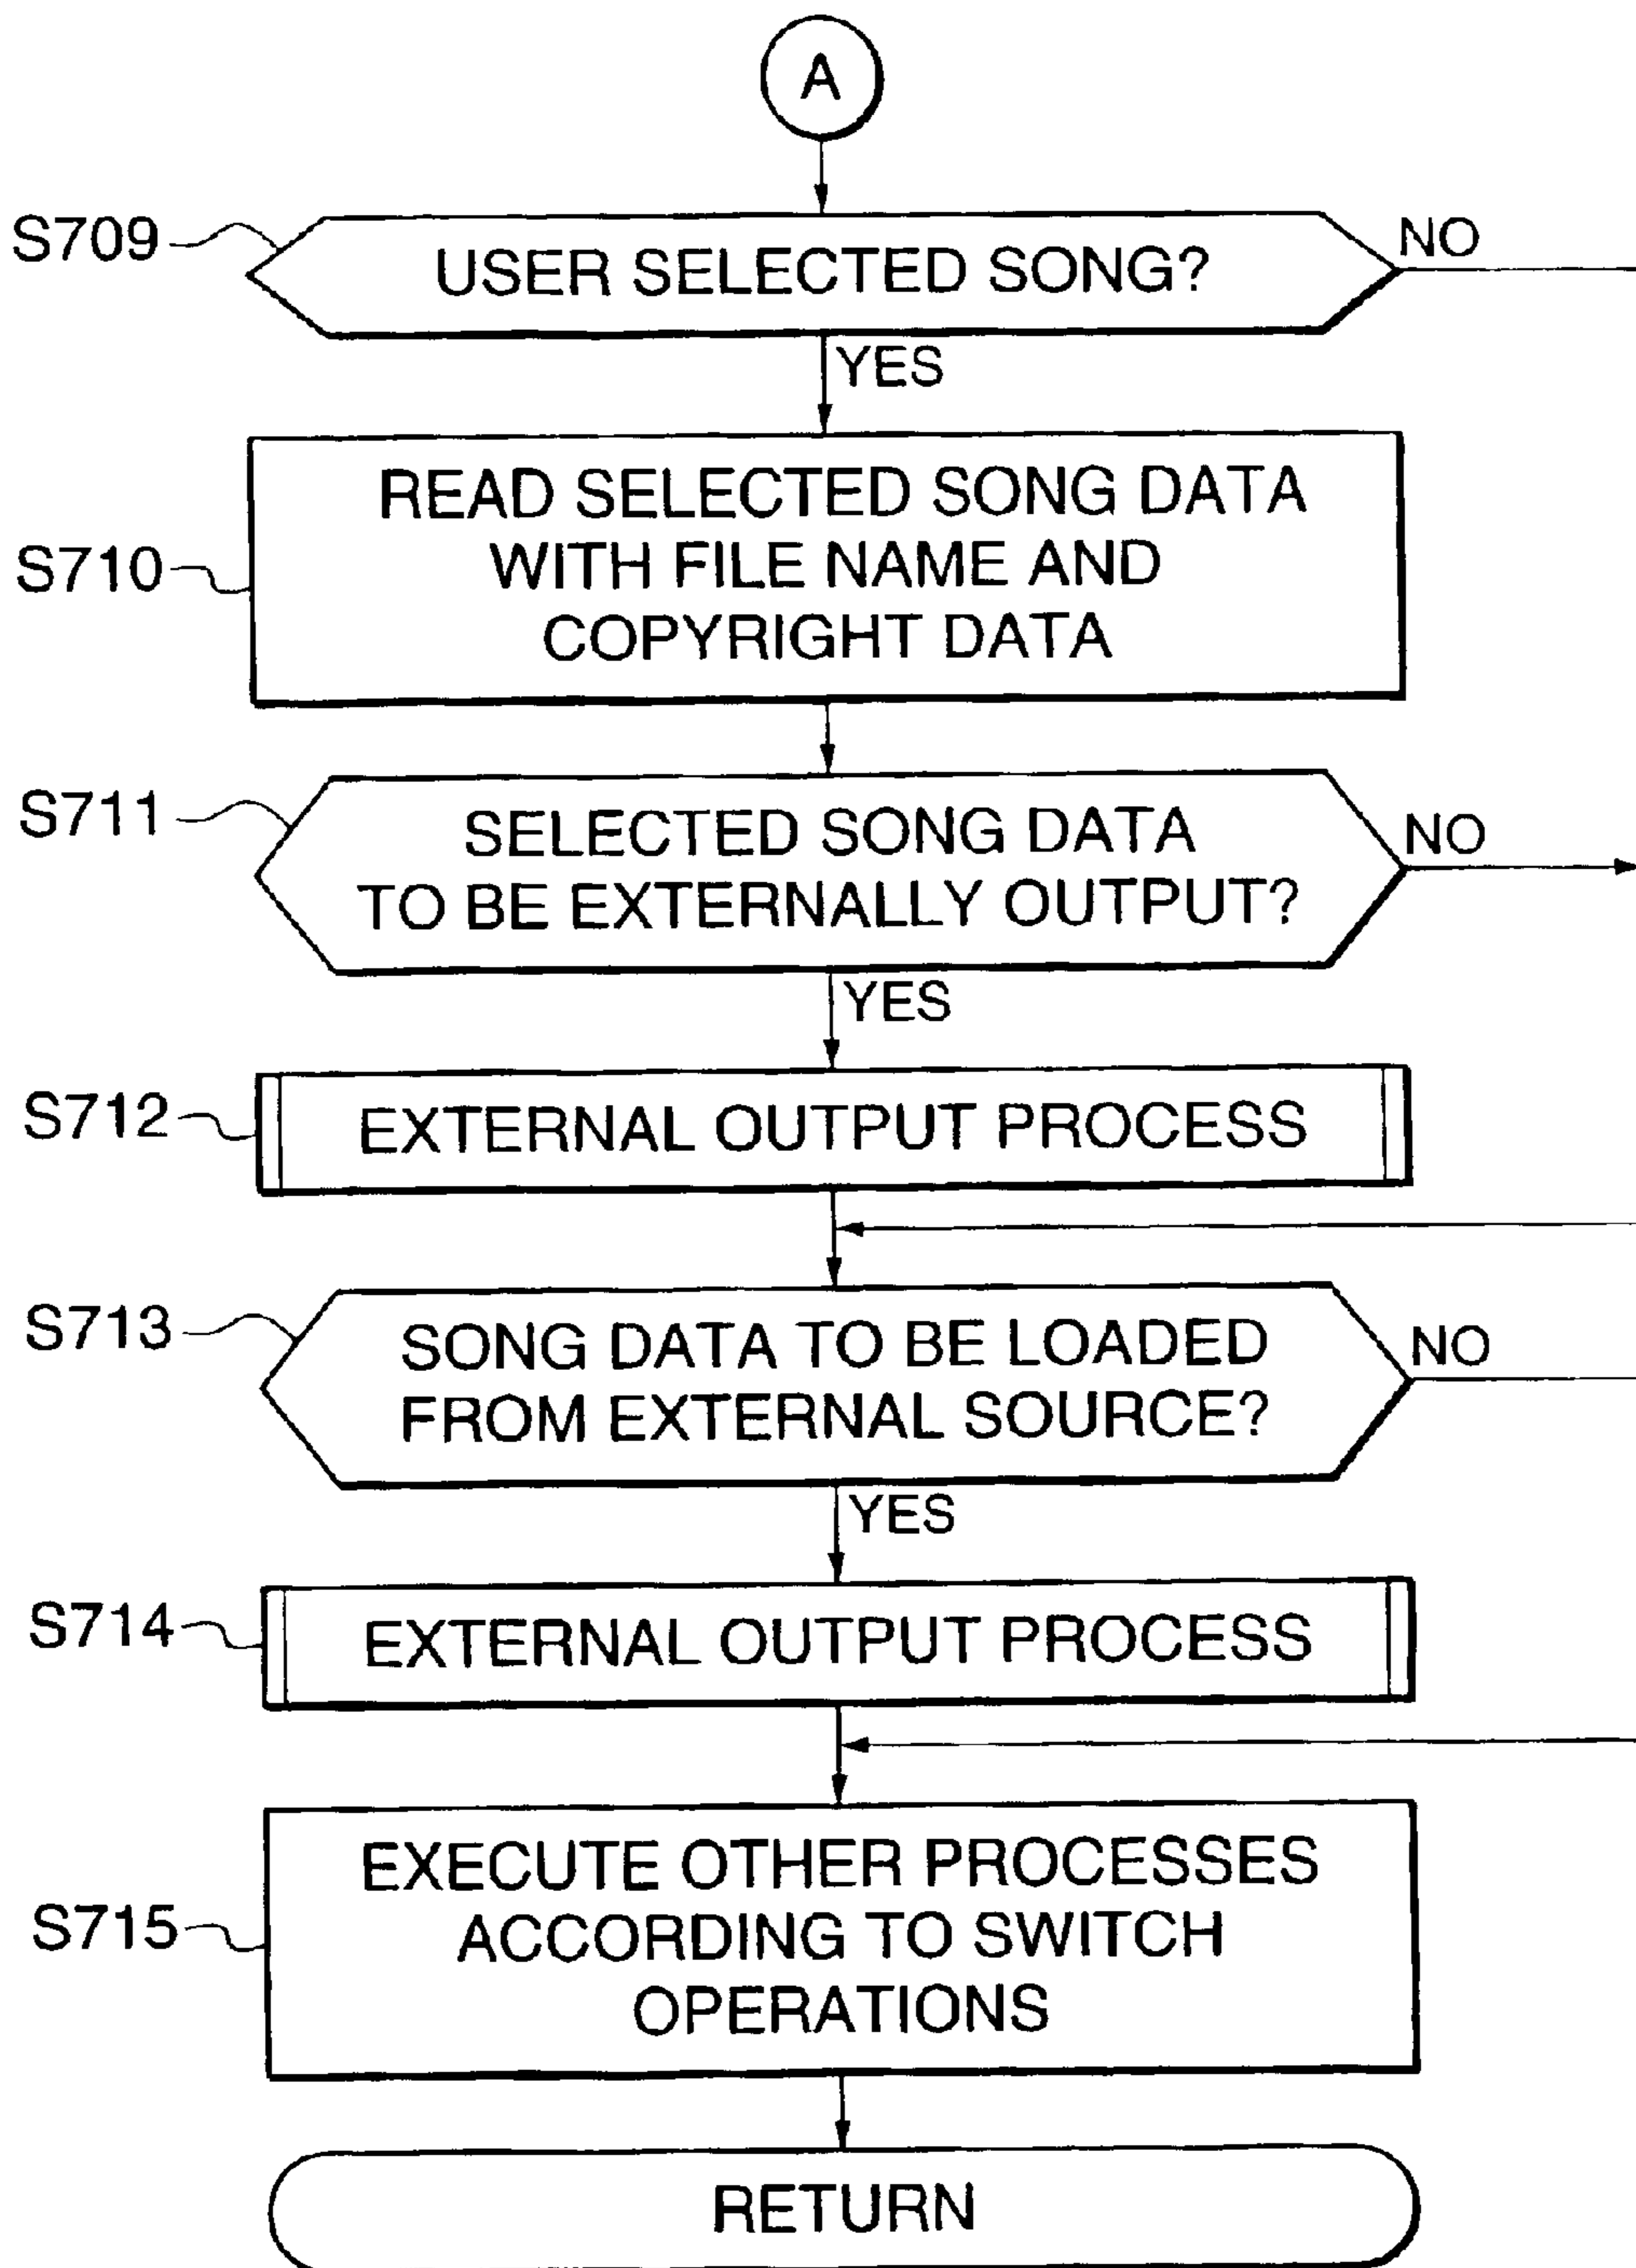 A
S709
USER SELECTED SONG?
NO
YES
S710
READ SELECTED SONG DATA
WITH FILE NAME AND
COPYRIGHT DATA
S711
SELECTED SONG DATA
TO BE EXTERNALLY OUTPUT?
NO
YES
S712
EXTERNAL OUTPUT PROCESS
S713
SONG DATA TO BE LOADED
FROM EXTERNAL SOURCE?
NO
YES
S714
EXTERNAL OUTPUT PROCESS
S715
EXECUTE OTHER PROCESSES
ACCORDING TO SWITCH
OPERATIONS
RETURN